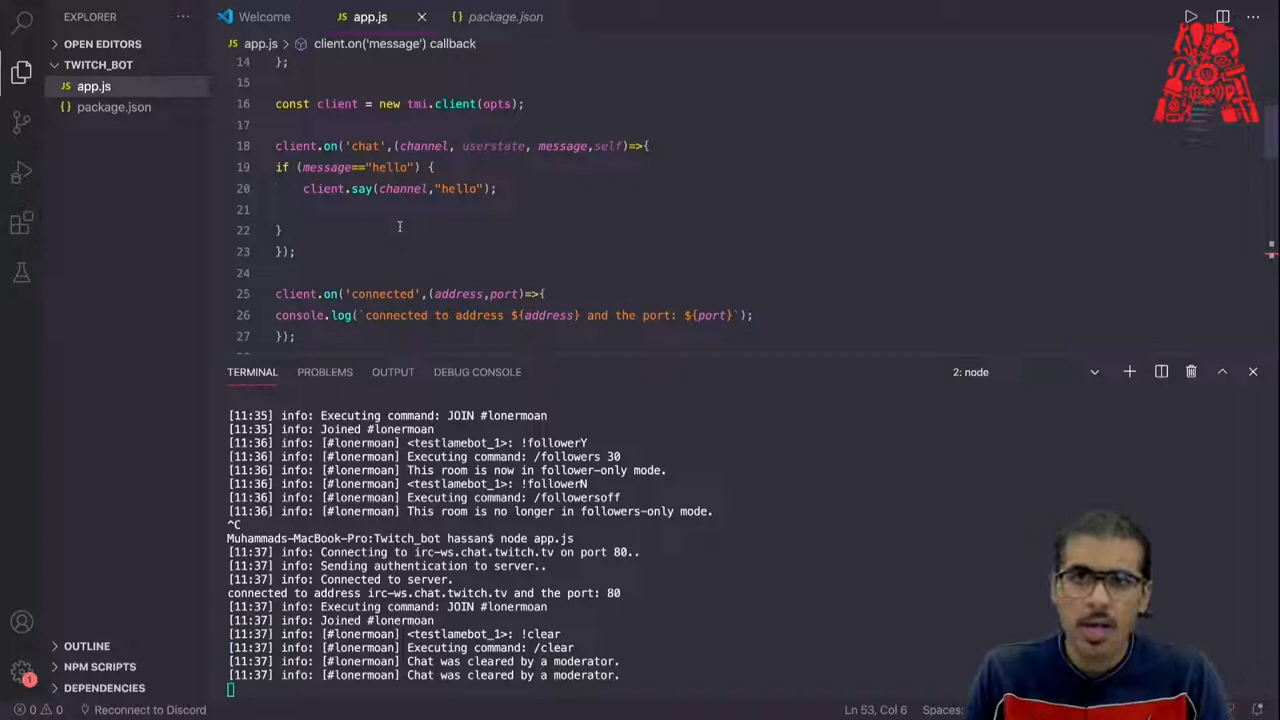 EXPLORER
Welcome
JS app.js
{} package.json
OPEN EDITORS
JS app.js > client.on('message') callback
TWITCH_BOT
JS app.js
{} package.json
14 };
15
16 const client = new tmi.client(opts);
17
18 client.on('chat',(channel, userstate, message,self)=>{
19 if (message=="hello") {
20 client.say(channel,"hello");
21
22 }
23 });
24
25 client.on('connected',(address,port)=>{
26 console.log(`connected to address ${address} and the port: ${port}`);
27 });
TERMINAL PROBLEMS OUTPUT DEBUG CONSOLE 2: node
[11:35] info: Executing command: JOIN #lonermoan
[11:35] info: Joined #lonermoan
[11:36] info: [#lonermoan] <testlamebot_1>: !followerY
[11:36] info: [#lonermoan] Executing command: /followers 30
[11:36] info: [#lonermoan] This room is now in follower-only mode.
[11:36] info: [#lonermoan] <testlamebot_1>: !followerN
[11:36] info: [#lonermoan] Executing command: /followersoff
[11:36] info: [#lonermoan] This room is no longer in followers-only mode.
^C
Muhammads-MacBook-Pro:Twitch_bot hassan$ node app.js
[11:37] info: Connecting to irc-ws.chat.twitch.tv on port 80..
[11:37] info: Sending authentication to server..
[11:37] info: Connected to server.
connected to address irc-ws.chat.twitch.tv and the port: 80
[11:37] info: Executing command: JOIN #lonermoan
[11:37] info: Joined #lonermoan
[11:37] info: [#lonermoan] <testlamebot_1>: !clear
[11:37] info: [#lonermoan] Executing command: /clear
[11:37] info: [#lonermoan] Chat was cleared by a moderator.
[11:37] info: [#lonermoan] Chat was cleared by a moderator.
OUTLINE
NPM SCRIPTS
DEPENDENCIES
1
0 0 Reconnect to Discord
Ln 53, Col 6 Spaces: